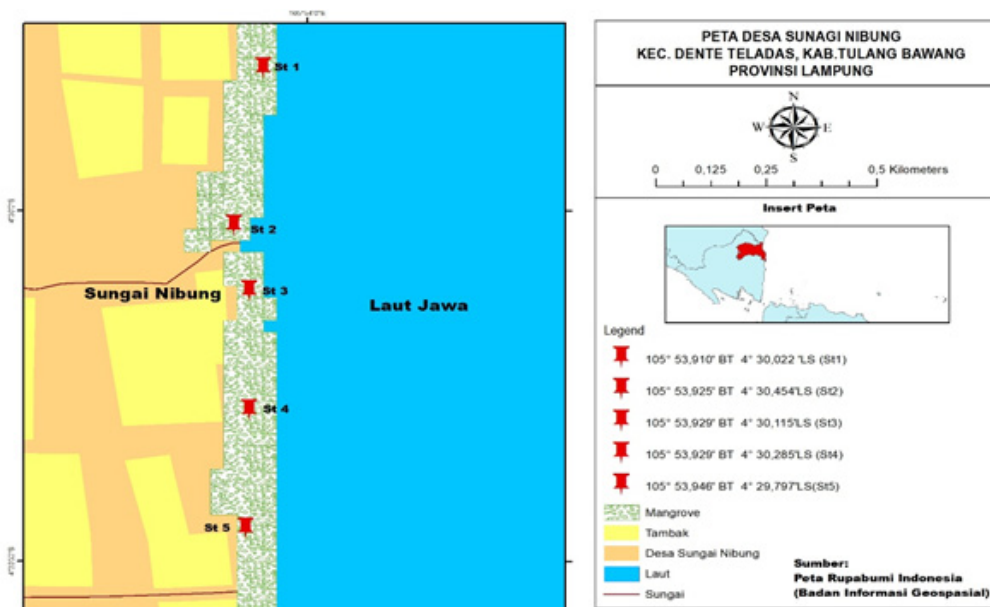 St 1
St 2
Sungai Nibung
St 3
Laut Jawa
St 4
St 5
PETA DESA SUNAGI NIBUNG
KEC. DENTE TELADAS, KAB.TULANG BAWANG
PROVINSI LAMPUNG
N
W E
S
0 0,125 0,25 0,5 Kilometers
Insert Peta
Legend
105° 53,910" BT 4° 30,022 "LS (St1)
105° 53,925" BT 4° 30,454"LS (St2)
105° 53,929" BT 4° 30,115"LS (St3)
105° 53,929" BT 4° 30,285"LS (St4)
105° 53,946" BT 4° 29,797"LS(St5)
Mangrove
Tambak
Desa Sungai Nibung
Laut
Sungai
Sumber:
Peta Rupabumi Indonesia
(Badan Informasi Geospasial)